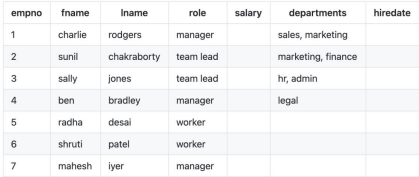 empno fname lname role salary departments hiredate
1 charlie rodgers manager sales, marketing
2 sunil chakraborty team lead marketing, finance
3 sally jones team lead hr, admin
4 ben bradley manager legal
5 radha desai worker
6 shruti patel worker
7 mahesh iyer manager